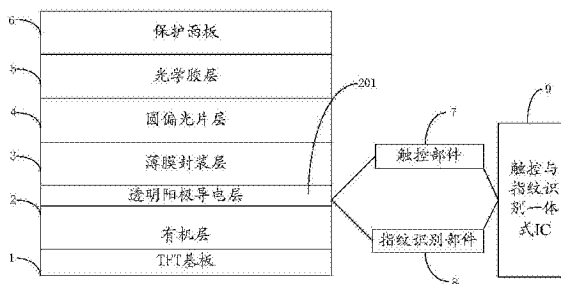 6
保护面板
5
光学胶层
201
4
圆偏光片层
7
9
3
薄膜封装层
触控部件
触控与
指纹识
别一体
式IC
2
透明阳极导电层
有机层
指纹识别部件
1
TFT基板
8